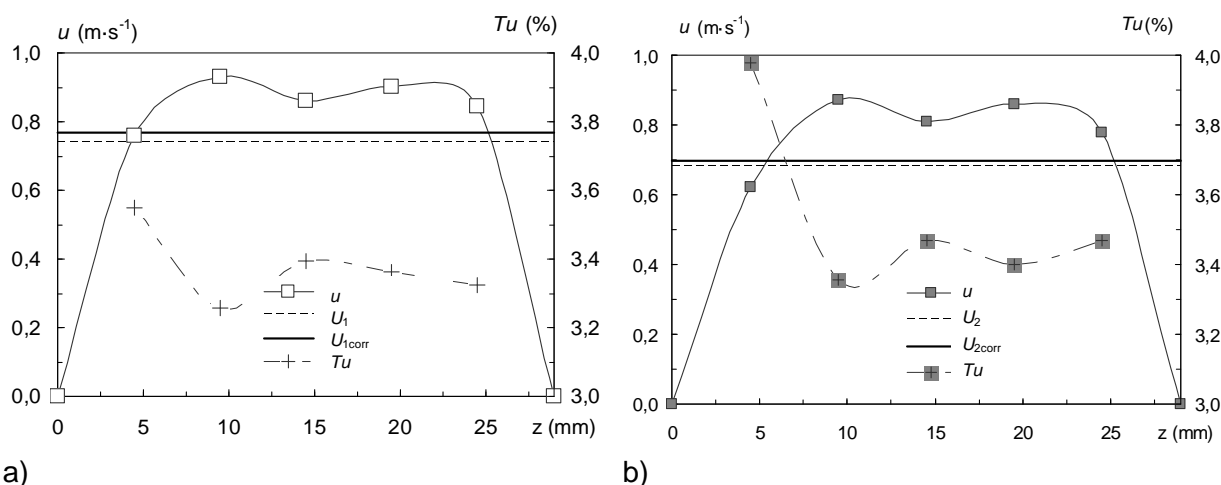 u (m·s-1)
Tu (%)
1,0
0,8
0,6
0,4
0,2
0,0
4,0
3,8
3,6
3,4
3,2
3,0
u
U1
U1corr
Tu
0 5 10 15 20 25 z (mm)
a)
u (m·s-1)
Tu(%)
1,0
0,8
0,6
0,4
0,2
0,0
4,0
3,8
3,6
3,4
3,2
3,0
u
U2
U2corr
Tu
0 5 10 15 20 25 z (mm)
b)